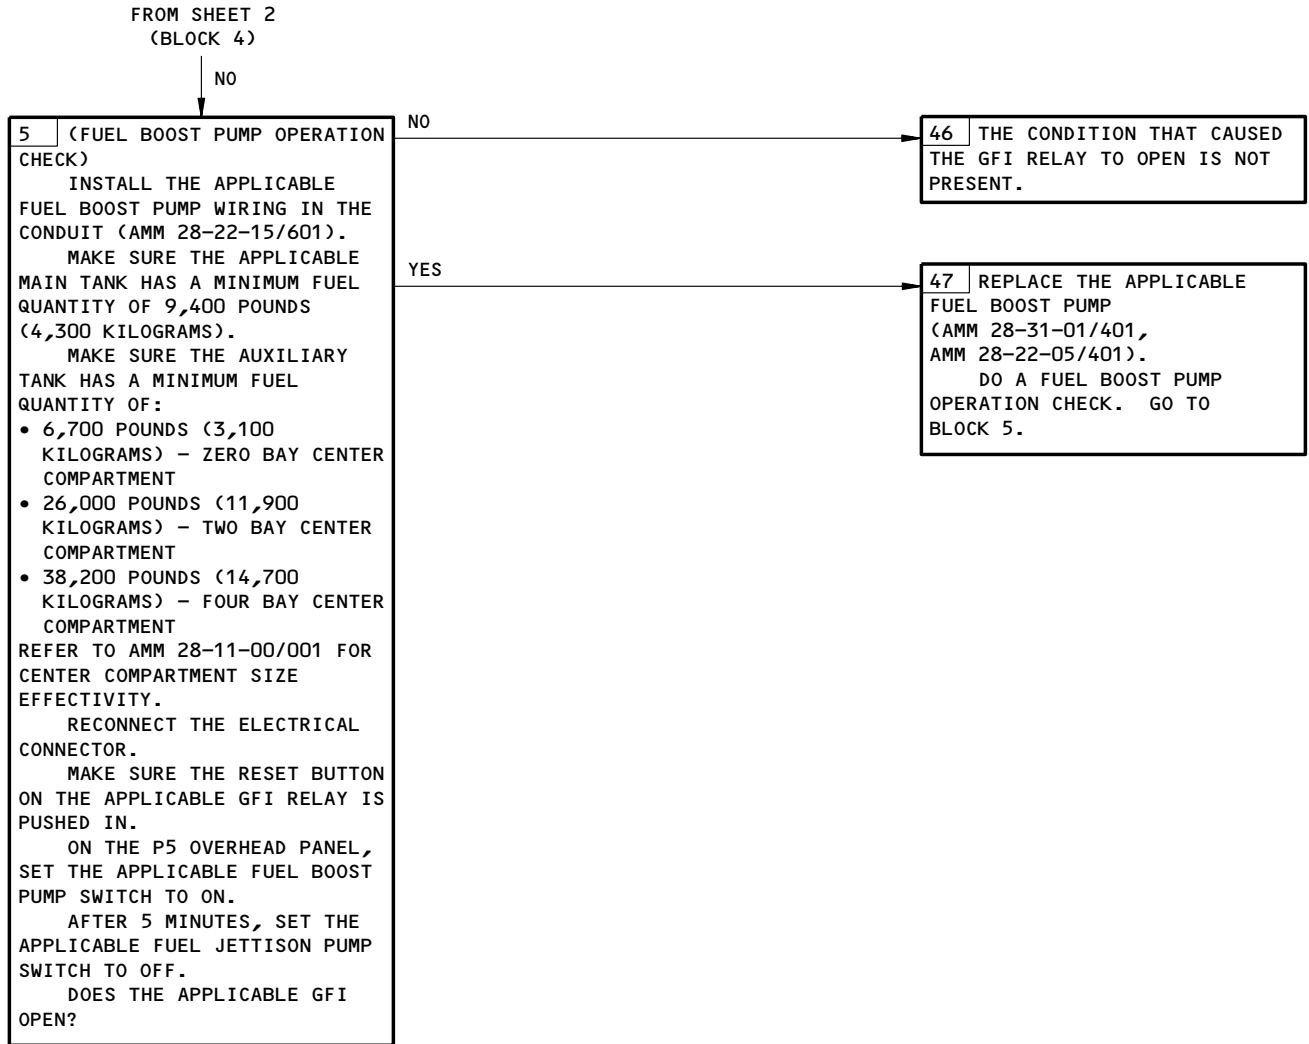 FROM SHEET 2
(BLOCK 4)
NO
5 (FUEL BOOST PUMP OPERATION
CHECK)
INSTALL THE APPLICABLE
FUEL BOOST PUMP WIRING IN THE
CONDUIT (AMM 28-22-15/601).
MAKE SURE THE APPLICABLE
MAIN TANK HAS A MINIMUM FUEL
QUANTITY OF 9,400 POUNDS
(4,300 KILOGRAMS).
MAKE SURE THE AUXILIARY
TANK HAS A MINIMUM FUEL
QUANTITY OF:
• 6,700 POUNDS (3,100
KILOGRAMS) - ZERO BAY CENTER
COMPARTMENT
• 26,000 POUNDS (11,900
KILOGRAMS) - TWO BAY CENTER
COMPARTMENT
• 38,200 POUNDS (14,700
KILOGRAMS) - FOUR BAY CENTER
COMPARTMENT
REFER TO AMM 28-11-00/001 FOR
CENTER COMPARTMENT SIZE
EFFECTIVITY.
RECONNECT THE ELECTRICAL
CONNECTOR.
MAKE SURE THE RESET BUTTON
ON THE APPLICABLE GFI RELAY IS
PUSHED IN.
ON THE P5 OVERHEAD PANEL,
SET THE APPLICABLE FUEL BOOST
PUMP SWITCH TO ON.
AFTER 5 MINUTES, SET THE
APPLICABLE FUEL JETTISON PUMP
SWITCH TO OFF.
DOES THE APPLICABLE GFI
OPEN?
NO
46 THE CONDITION THAT CAUSED
THE GFI RELAY TO OPEN IS NOT
PRESENT.
YES
47 REPLACE THE APPLICABLE
FUEL BOOST PUMP
(AMM 28-31-01/401,
AMM 28-22-05/401).
DO A FUEL BOOST PUMP
OPERATION CHECK. GO TO
BLOCK 5.